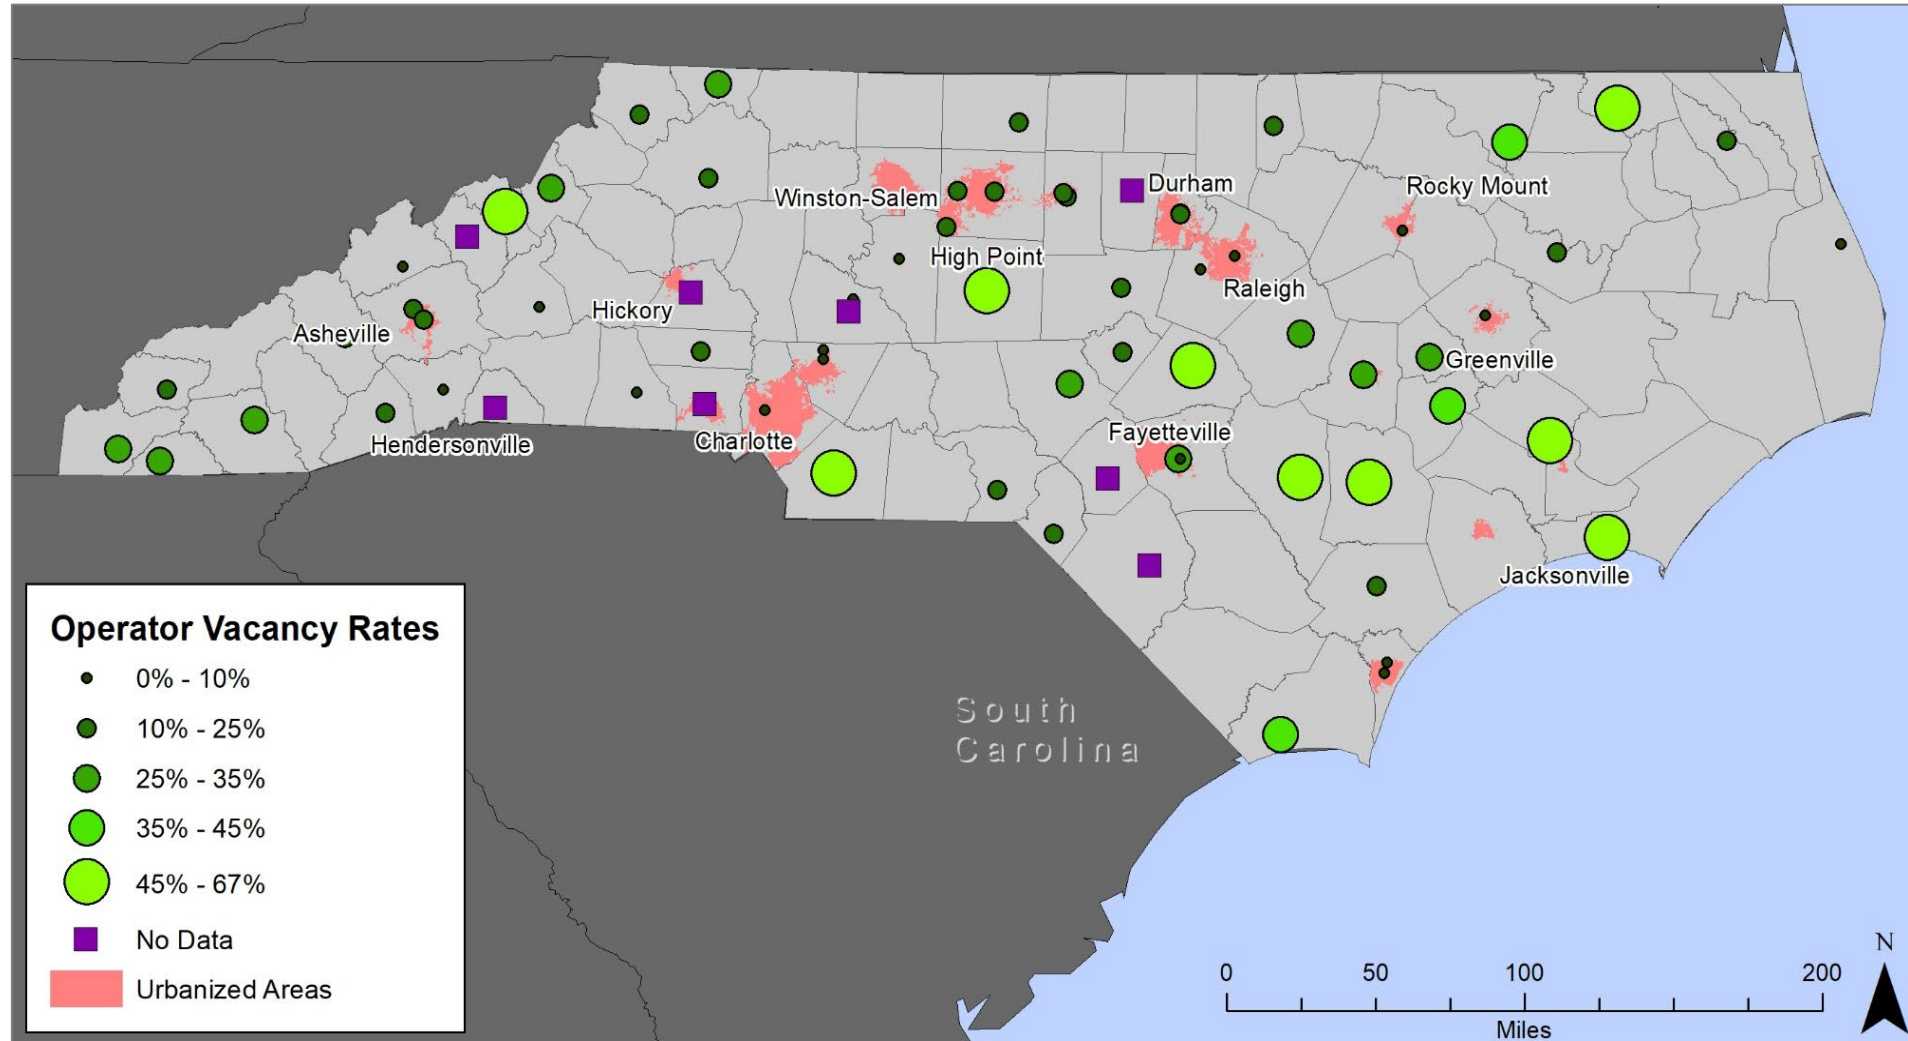 Winston-Salem
Durham
Rocky Mount
High Point
Raleigh
Hickory
Asheville
Greenville
Hendersonville
Charlotte
Fayetteville
Jacksonville
South
Carolina
Operator Vacancy Rates
0% - 10%
10% - 25%
25% - 35%
35% - 45%
45% - 67%
No Data
Urbanized Areas
0 50 100 200
Miles
N